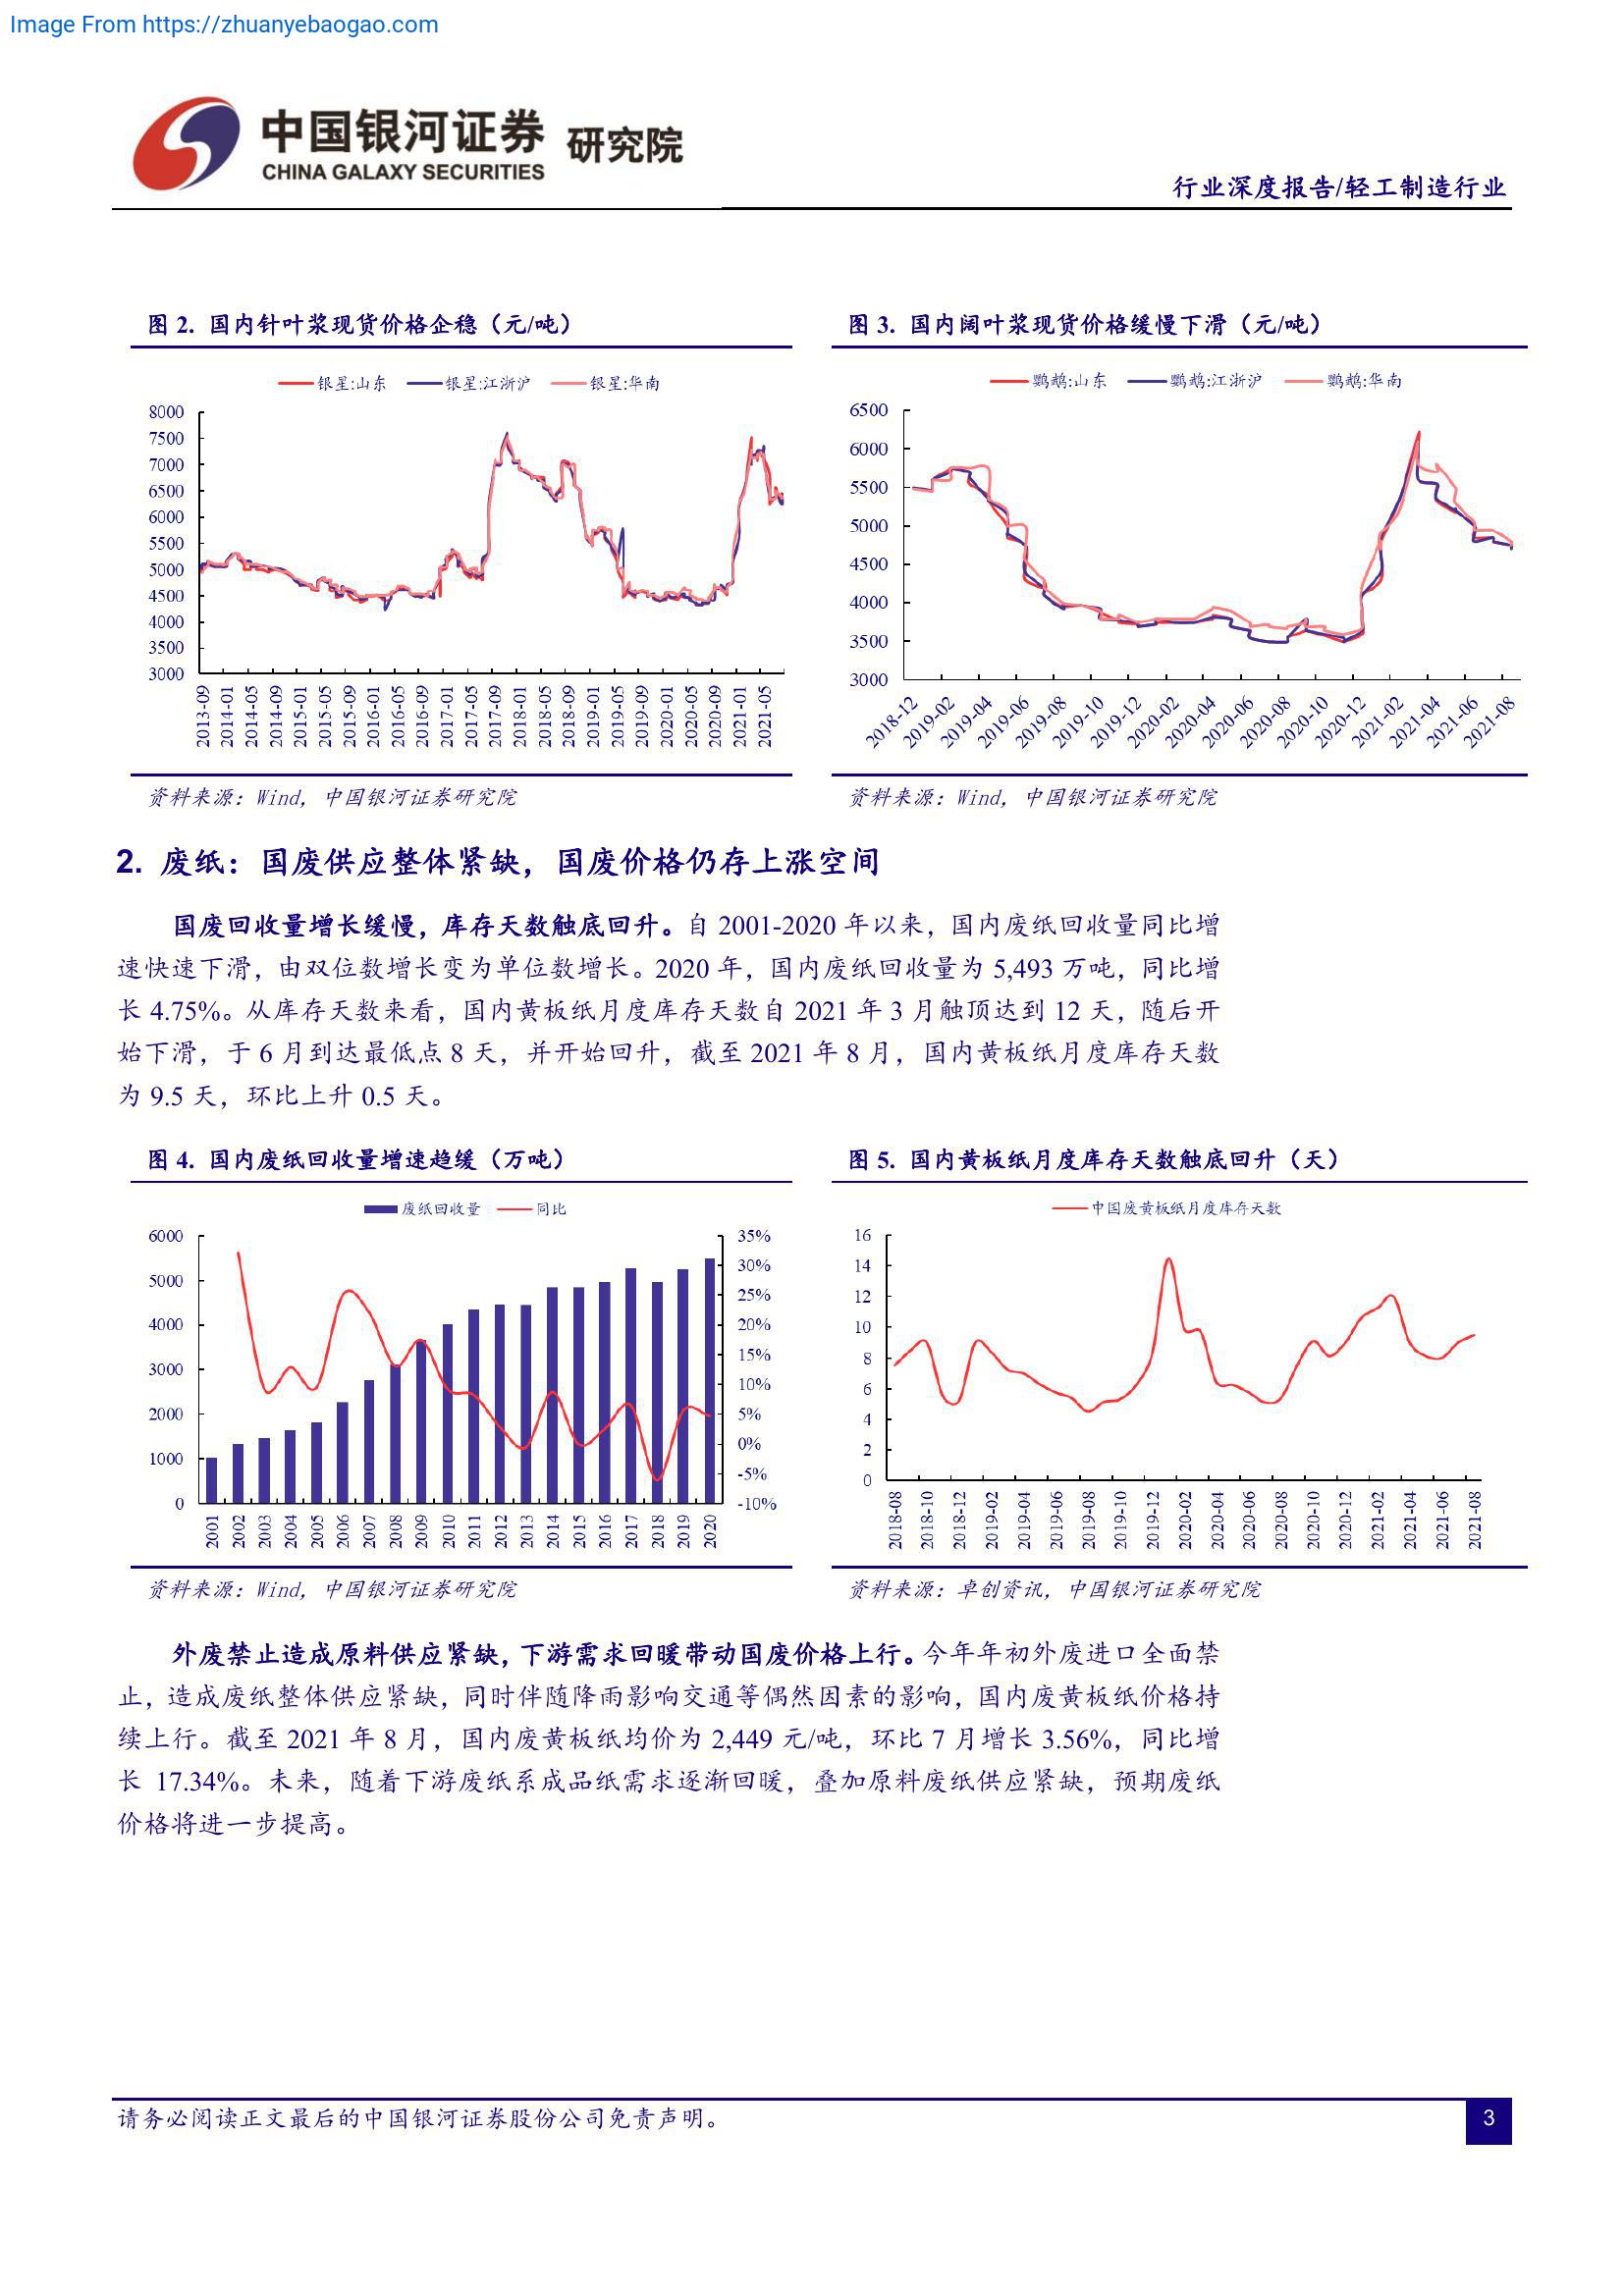 Image From https://zhuanyebaogao.com
中国银河证券 研究院
CHINA GALAXY SECURITIES
行业深度报告/轻工制造行业
图 2. 国内针叶浆现货价格企稳（元/吨）
银星:山东 银星:江浙沪 银星:华南
8000
7500
7000
6500
6000
5500
5000
4500
4000
3500
3000
2013-09 2014-01 2014-05 2014-09 2015-01 2015-05 2015-09 2016-01 2016-05 2016-09 2017-01 2017-05 2017-09 2018-01 2018-05 2018-09 2019-01 2019-05 2019-09 2020-01 2020-05 2020-09 2021-01 2021-05
资料来源：Wind, 中国银河证券研究院
图 3. 国内阔叶浆现货价格缓慢下滑（元/吨）
鹦鹉:山东 鹦鹉:江浙沪 鹦鹉:华南
6500
6000
5500
5000
4500
4000
3500
3000
2018-12 2019-02 2019-04 2019-06 2019-08 2019-10 2019-12 2020-02 2020-04 2020-06 2020-08 2020-10 2020-12 2021-02 2021-04 2021-06 2021-08
资料来源：Wind, 中国银河证券研究院
2. 废纸：国废供应整体紧缺，国废价格仍存上涨空间
国废回收量增长缓慢，库存天数触底回升。自 2001-2020 年以来，国内废纸回收量同比增
速快速下滑，由双位数增长变为单位数增长。2020 年，国内废纸回收量为 5,493 万吨，同比增
长 4.75%。从库存天数来看，国内黄板纸月度库存天数自 2021 年 3 月触顶达到 12 天，随后开
始下滑，于 6 月到达最低点 8 天，并开始回升，截至 2021 年 8 月，国内黄板纸月度库存天数
为 9.5 天，环比上升 0.5 天。
图 4. 国内废纸回收量增速趋缓（万吨）
废纸回收量 同比
6000
5000
4000
3000
2000
1000
0
35%
30%
25%
20%
15%
10%
5%
0%
-5%
-10%
2001 2002 2003 2004 2005 2006 2007 2008 2009 2010 2011 2012 2013 2014 2015 2016 2017 2018 2019 2020
资料来源：Wind, 中国银河证券研究院
图 5. 国内黄板纸月度库存天数触底回升（天）
中国废黄板纸月度库存天数
16
14
12
10
8
6
4
2
0
2018-08 2018-10 2018-12 2019-02 2019-04 2019-06 2019-08 2019-10 2019-12 2020-02 2020-04 2020-06 2020-08 2020-10 2020-12 2021-02 2021-04 2021-06 2021-08
资料来源：卓创资讯, 中国银河证券研究院
外废禁止造成原料供应紧缺，下游需求回暖带动国废价格上行。今年年初外废进口全面禁
止，造成废纸整体供应紧缺，同时伴随降雨影响交通等偶然因素的影响，国内废黄板纸价格持
续上行。截至 2021 年 8 月，国内废黄板纸均价为 2,449 元/吨，环比 7 月增长 3.56%，同比增
长 17.34%。未来，随着下游废纸系成品纸需求逐渐回暖，叠加原料废纸供应紧缺，预期废纸
价格将进一步提高。
请务必阅读正文最后的中国银河证券股份公司免责声明。
3